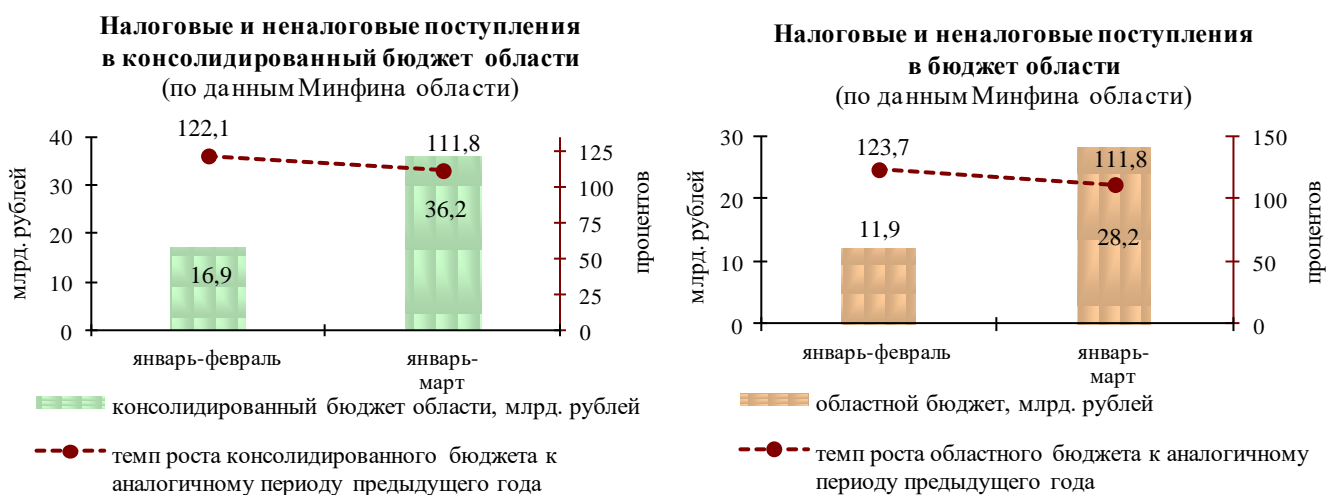 Налоговые и неналоговые поступления
в консолидированный бюджет области
(по данным Минфина области)
122,1
111,8
40
30
20
10
0
млрд. рублей
16,9
36,2
125
100
75
50
25
0
процентов
январь-февраль
январь-
март
консолидированный бюджет области, млрд. рублей
темп роста консолидированного бюджета к
аналогичному периоду предыдущего года
Налоговые и неналоговые поступления
в бюджет области
(по данным Минфина области)
30
20
10
0
млрд. рублей
123,7
111,8
11,9
28,2
150
100
50
0
процентов
январь-февраль
январь-
март
областной бюджет, млрд. рублей
темп роста областного бюджета к аналогичному
периоду предыдущего года